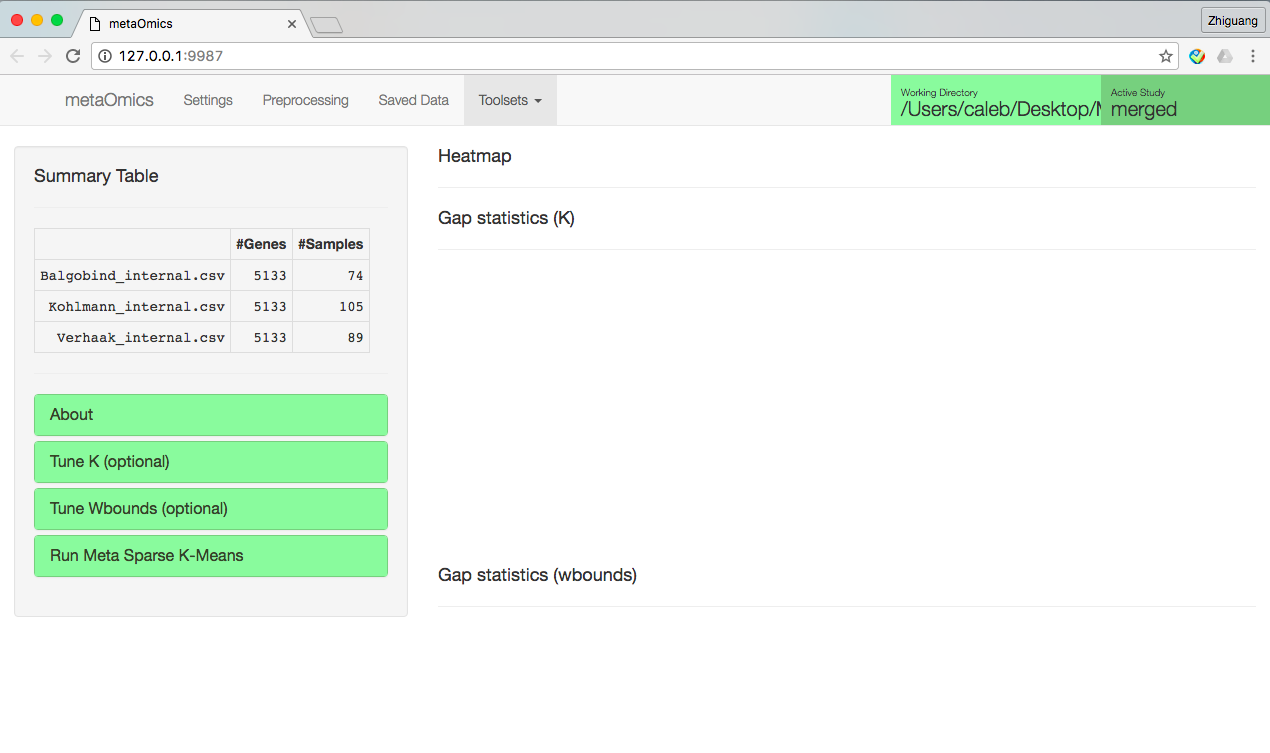 metaOmics
Zhiguang
127.0.0.1:9987
metaOmics Settings Preprocessing Saved Data Toolsets
Working Directory
/Users/caleb/Desktop/
Active Study
merged
Summary Table
#Genes #Samples
Balgobind_internal.csv 5133 74
Kohlmann_internal.csv 5133 105
Verhaak_internal.csv 5133 89
About
Tune K (optional)
Tune Wbounds (optional)
Run Meta Sparse K-Means
Heatmap
Gap statistics (K)
Gap statistics (wbounds)